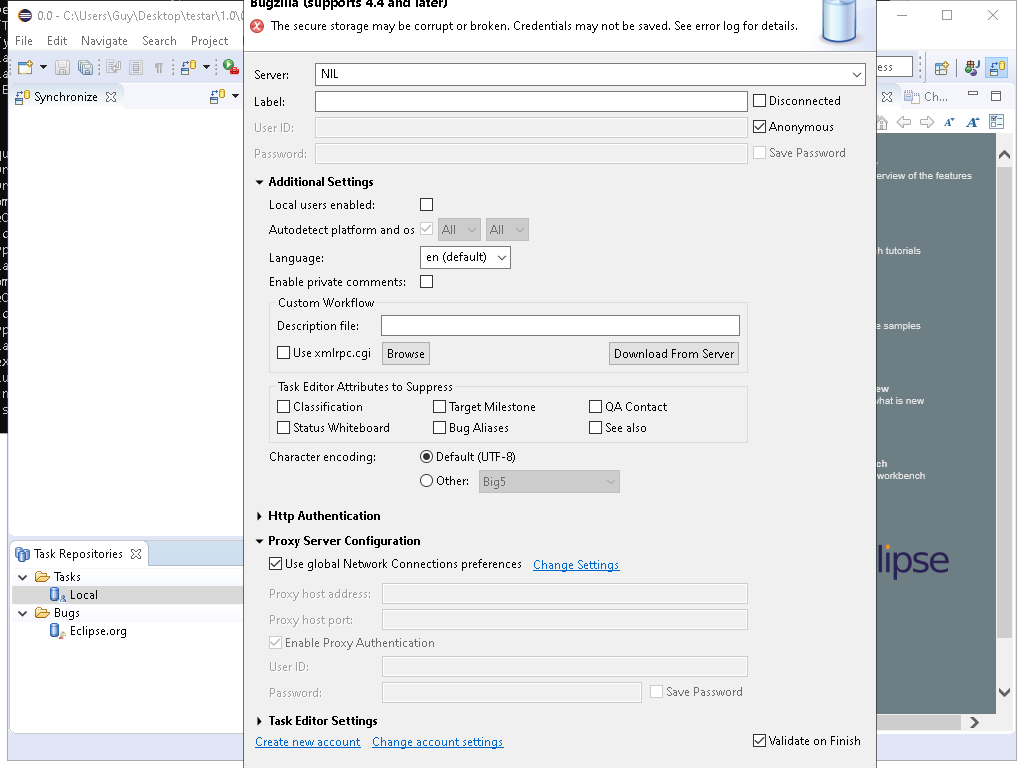 Bugzilla (supports 4.4 and later)
0.0 - C:\Users\Guy\Desktop\testar\1.0\0
The secure storage may be corrupt or broken. Credentials may not be saved. See error log for details.
File Edit Navigate Search Project
Server: NIL
Synchronize
Ch...
Label: Disconnected
User ID: Anonymous
Password: Save Password
Additional Settings
erview of the features
Local users enabled:
Autodetect platform and os All All
h tutorials
Language: en (default)
Enable private comments:
Custom Workflow
Description file:
e samples
Use xmlrpc.cgi Browse Download From Server
Task Editor Attributes to Suppress
ew
hat is new
Classification Target Milestone QA Contact
Status Whiteboard Bug Aliases See also
Character encoding: Default (UTF-8)
ch
workbench
Other: Big5
Http Authentication
Proxy Server Configuration
Task Repositories
Use global Network Connections preferences Change Settings
lipse
Tasks
Local
Proxy host address:
Bugs
Proxy host port:
Eclipse.org
Enable Proxy Authentication
User ID:
Password: Save Password
Task Editor Settings
Create new account Change account settings Validate on Finish